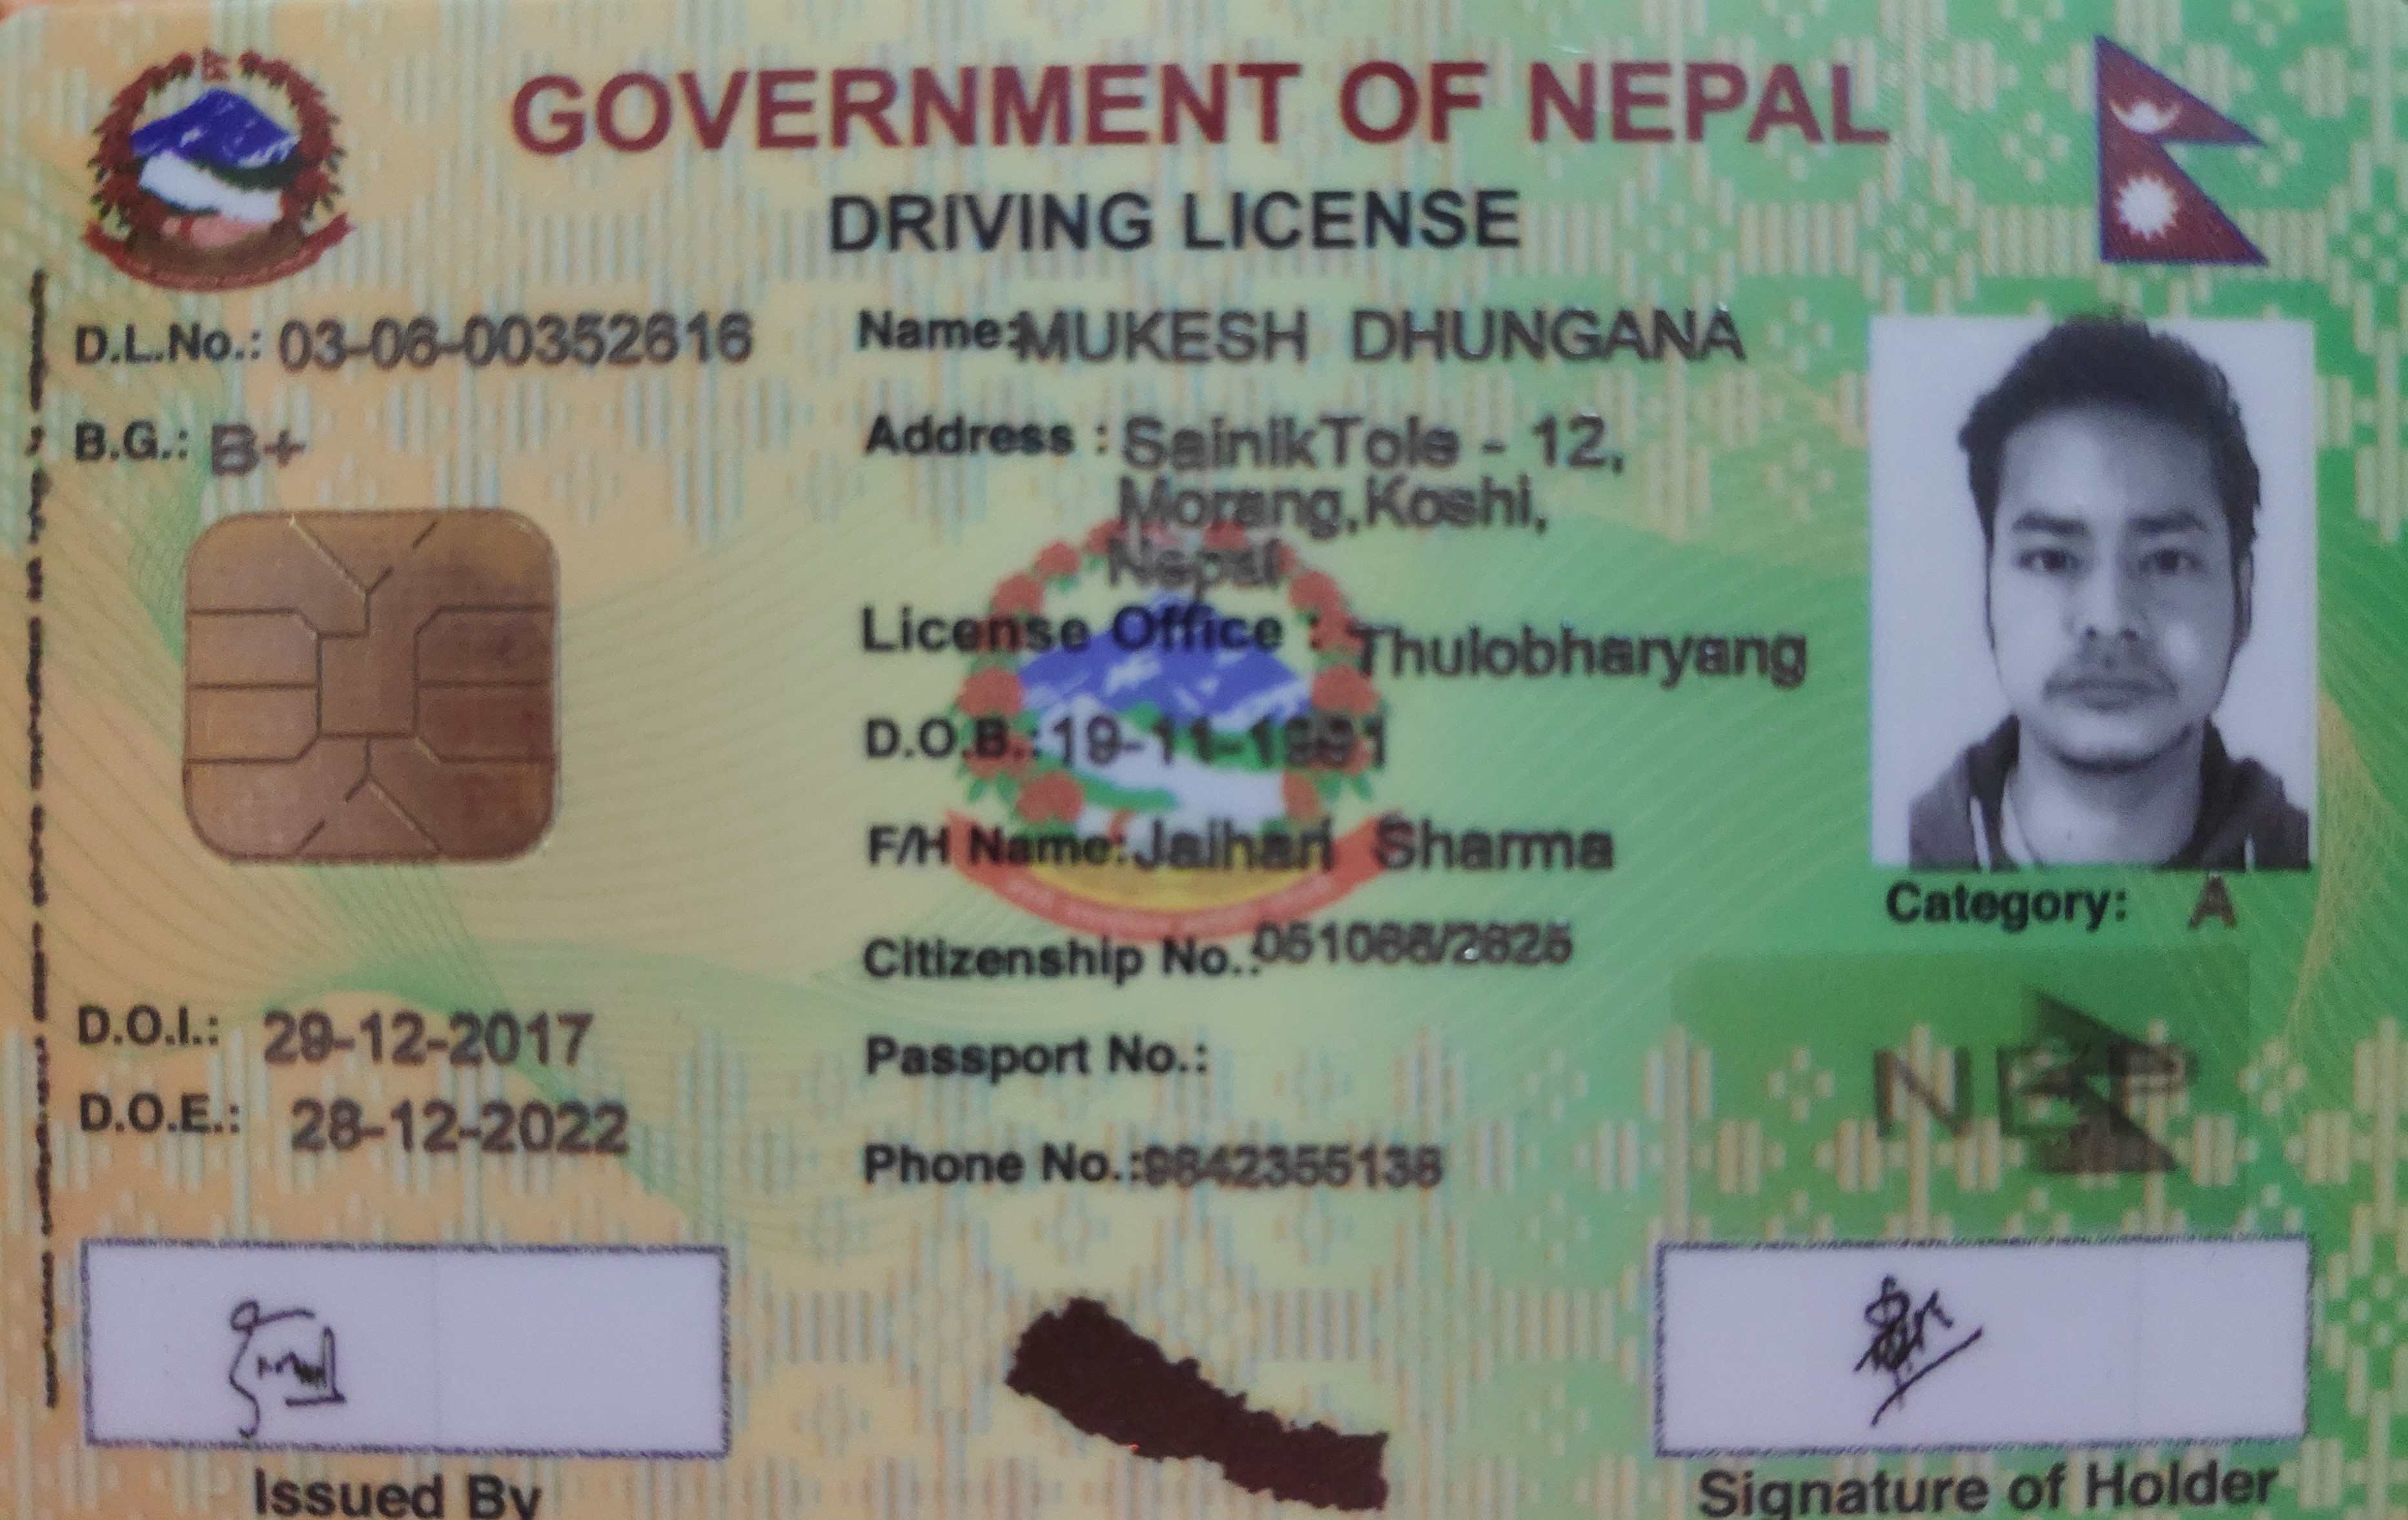 GOVERNMENT OF NEPAL
DRIVING LICENSE
D.L.No.: 03-06-00352616
Name: MUKESH DHUNGANA
B.G.: B+
Address : SainikTole - 12,
Morang,Koshi,
Nepal
License Office : Thulobharyang
D.O.B.: 19-11-1991
F/H Name: Jaihari Sharma
Category: A
Citizenship No.: 051066/2625
NEP
D.O.I.: 29-12-2017
Passport No.:
D.O.E.: 28-12-2022
Phone No.: 9842355138
Issued By
Signature of Holder